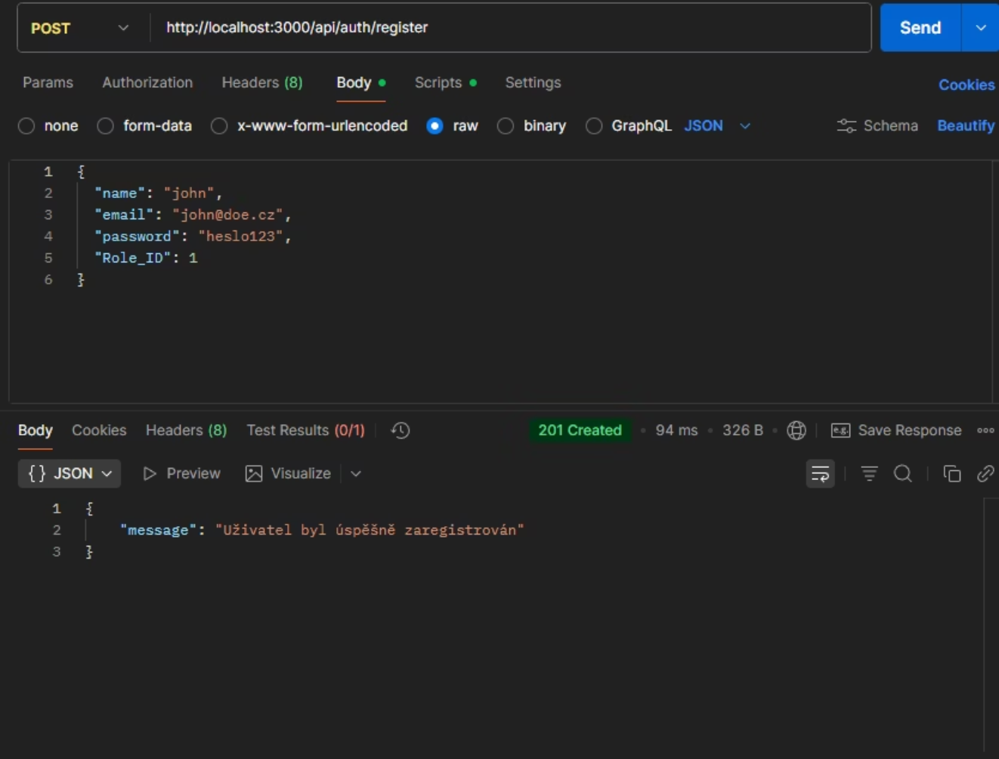 POST http://localhost:3000/api/auth/register Send
Params Authorization Headers (8) Body Scripts Settings Cookies
none form-data x-www-form-urlencoded raw binary GraphQL JSON Schema Beautify
1 {
2 "name": "john",
3 "email": "john@doe.cz",
4 "password": "heslo123",
5 "Role_ID": 1
6 }
Body Cookies Headers (8) Test Results (0/1) 201 Created • 94 ms • 326 B • e.g. Save Response
{} JSON Preview Visualize
1 {
2 "message": "Uživatel byl úspěšně zaregistrován"
3 }